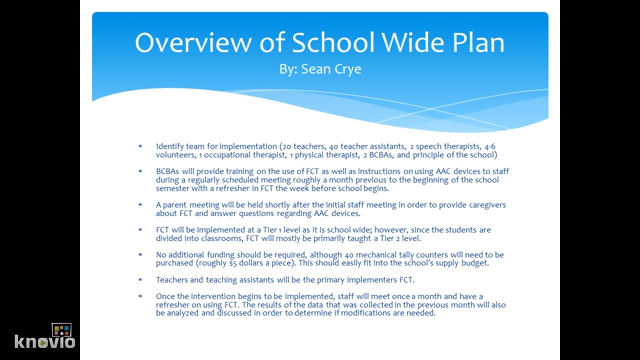 Overview of School Wide Plan
By: Sean Crye
Identify team for implementation (20 teachers, 40 teacher assistants, 2 speech therapists, 4-6
volunteers, 1 occupational therapist, 1 physical therapist, 2 BCBAs, and principle of the school)
BCBAs will provide training on the use of FCT as well as instructions on using AAC devices to staff
during a regularly scheduled meeting roughly a month previous to the beginning of the school
semester with a refresher in FCT the week before school begins.
A parent meeting will be held shortly after the initial staff meeting in order to provide caregivers
about FCT and answer questions regarding AAC devices.
FCT will be implemented at a Tier 1 level as it is school wide; however, since the students are
divided into classrooms, FCT will mostly be primarily taught a Tier 2 level.
No additional funding should be required, although 40 mechanical tally counters will need to be
purchased (roughly $5 dollars a piece). This should easily fit into the school's supply budget.
Teachers and teaching assistants will be the primary implementers FCT.
Once the intervention begins to be implemented, staff will meet once a month and have a
refresher on using FCT. The results of the data that was collected in the previous month will also
be analyzed and discussed in order to determine if modifications are needed.
knovio